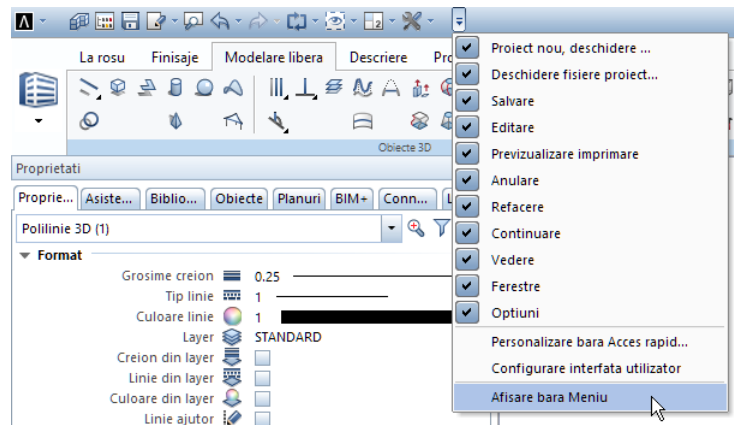 La rosu Finisaje Modelare libera Descriere
Obiecte 3D
Proprietati
Proprie... Asiste... Biblio... Obiecte Planuri BIM+ Conn...
Polilinie 3D (1)
Format
Grosime creion 0.25
Tip linie 1
Culoare linie 1
Layer STANDARD
Creion din layer
Linie din layer
Culoare din layer
Linie ajutor
Proiect nou, deschidere ...
Deschidere fisiere proiect...
Salvare
Editare
Previzualizare imprimare
Anulare
Refacere
Continuare
Vedere
Ferestre
Optiuni
Personalizare bara Acces rapid...
Configurare interfata utilizator
Afisare bara Meniu